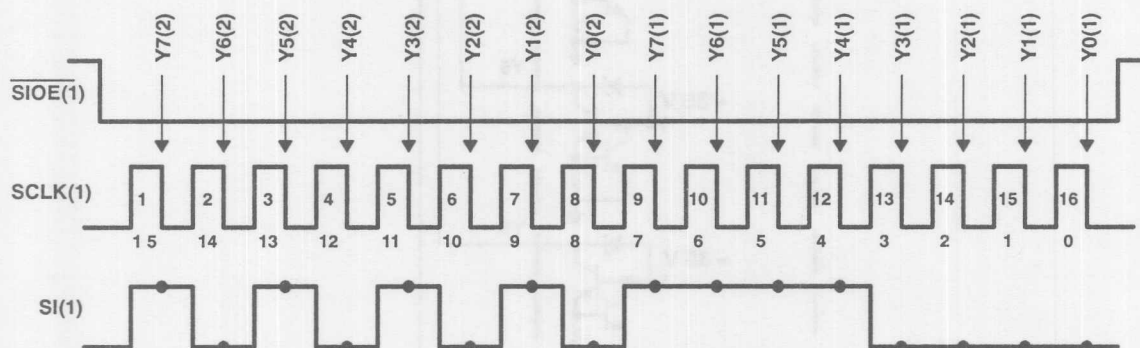 Y7(2) Y6(2) Y5(2) Y4(2) Y3(2) Y2(2) Y1(2) Y0(2) Y7(1) Y6(1) Y5(1) Y4(1) Y3(1) Y2(1) Y1(1) Y0(1)
SIOE(1)
SCLK(1) 1 2 3 4 5 6 7 8 9 10 11 12 13 14 15 16
15 14 13 12 11 10 9 8 7 6 5 4 3 2 1 0
SI(1)